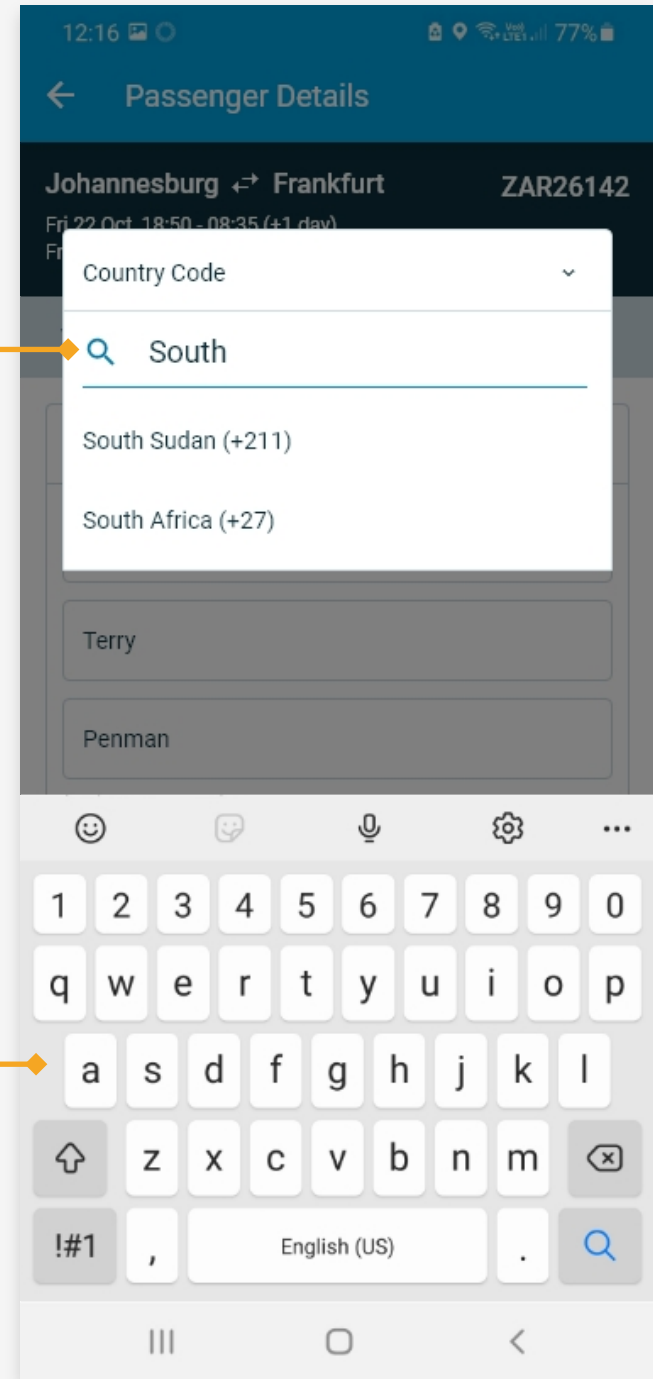 12:16 77%
Passenger Details
Johannesburg ⇄ Frankfurt ZAR26142
Fri 22 Oct, 18:50 - 08:35 (+1 day)
Country Code
South
South Sudan (+211)
South Africa (+27)
Terry
Penman
1 2 3 4 5 6 7 8 9 0
q w e r t y u i o p
a s d f g h j k l
z x c v b n m
!#1 , English (US) .